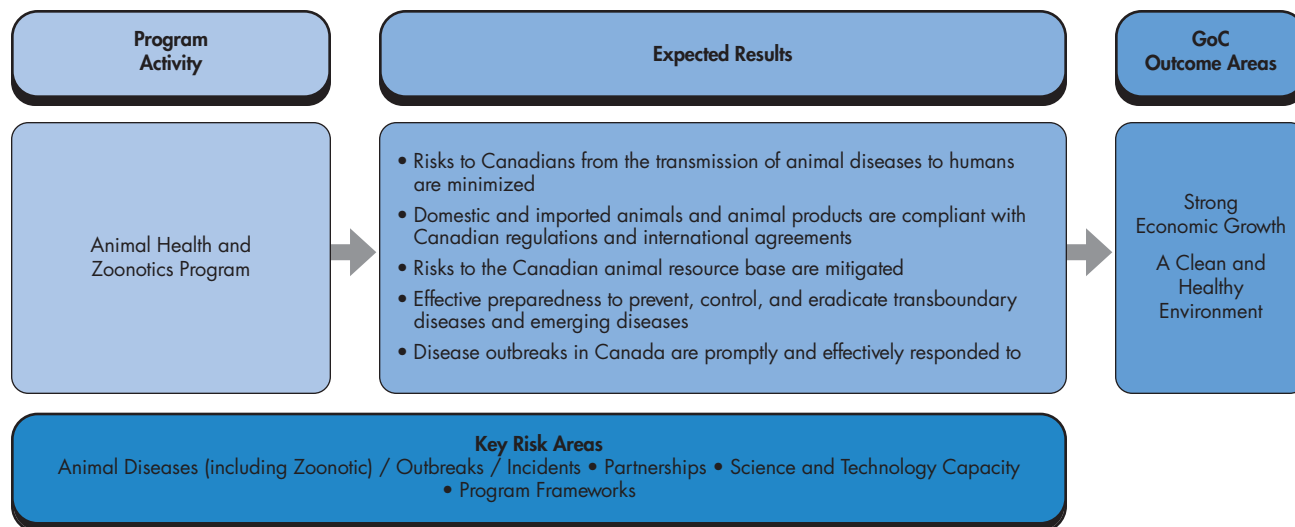 Program
Activity
Expected Results
GoC
Outcome Areas
Animal Health and
Zoonotics Program
• Risks to Canadians from the transmission of animal diseases to humans
are minimized
• Domestic and imported animals and animal products are compliant with
Canadian regulations and international agreements
• Risks to the Canadian animal resource base are mitigated
• Effective preparedness to prevent, control, and eradicate transboundary
diseases and emerging diseases
• Disease outbreaks in Canada are promptly and effectively responded to
Strong
Economic Growth
A Clean and
Healthy
Environment
Key Risk Areas
Animal Diseases (including Zoonotic) / Outbreaks / Incidents • Partnerships • Science and Technology Capacity
• Program Frameworks